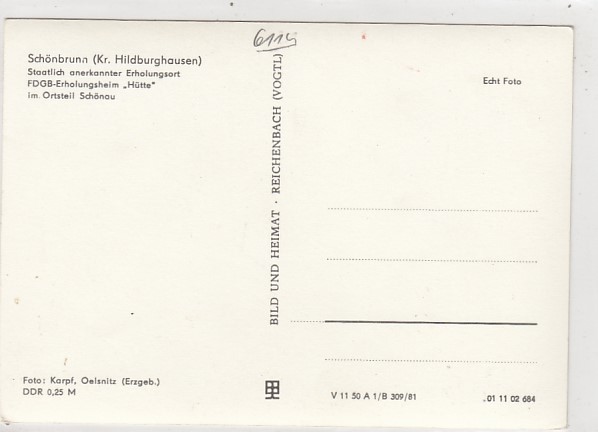 6114
Schönbrunn (Kr. Hildburghausen)
Staatlich anerkannter Erholungsort
FDGB-Erholungsheim „Hütte"
im Ortsteil Schönau
Echt Foto
BILD UND HEIMAT · REICHENBACH (VOGTL)
Foto: Karpf, Oelsnitz (Erzgeb.)
DDR 0,25 M
V 11 50 A 1/B 309/81
.01 11 02 684